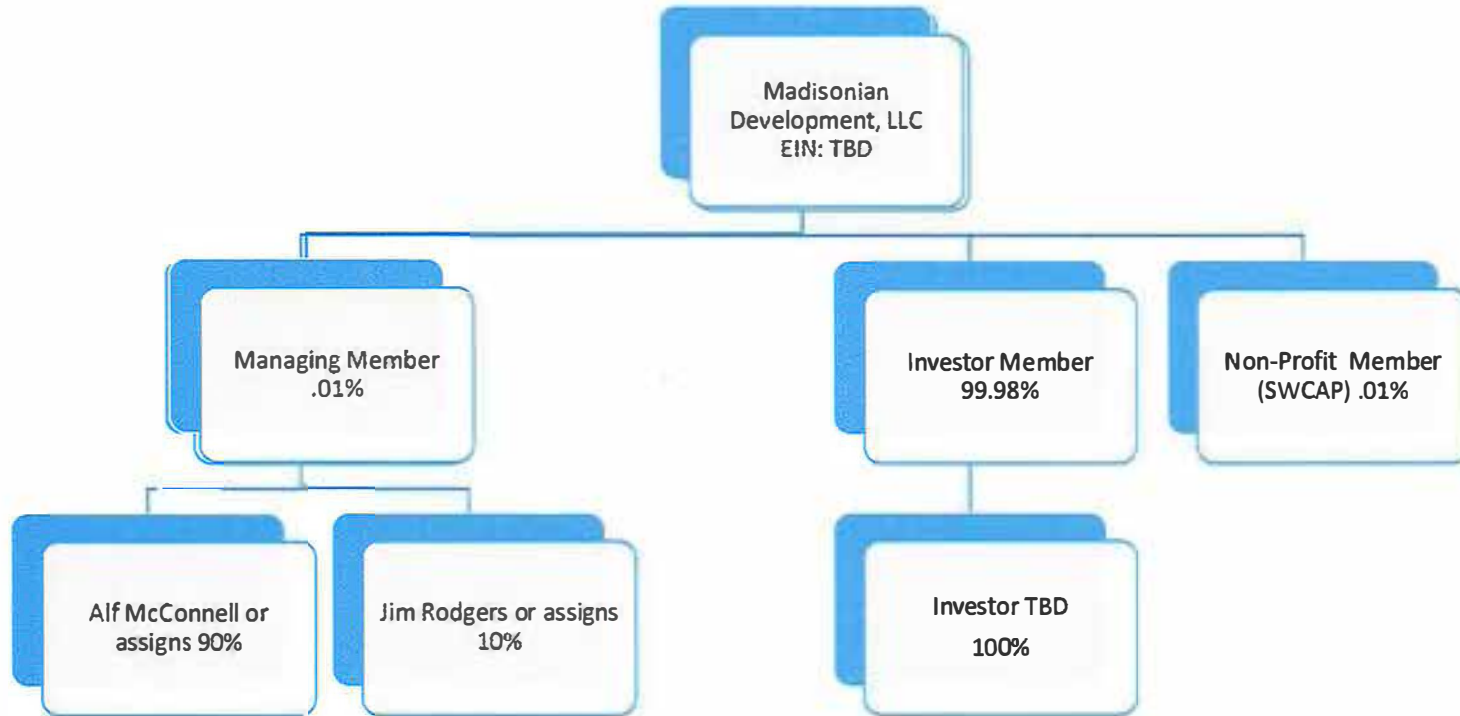 Madisonian
Development, LLC
EIN: TBD
Managing Member
.01%
Investor Member
99.98%
Non-Profit Member
(SWCAP) .01%
Alf McConnell or
assigns 90%
Jim Rodgers or assigns
10%
Investor TBD
100%